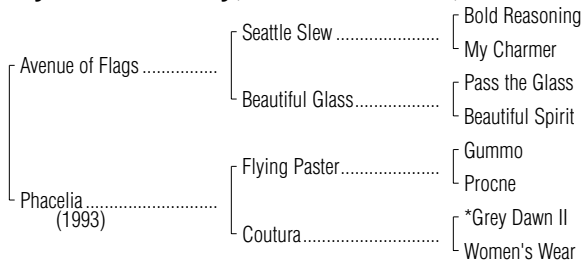 Bold Reasoning
Seattle Slew ....................
My Charmer
Avenue of Flags ...............
Pass the Glass
Beautiful Glass.................
Beautiful Spirit
Gummo
Flying Paster....................
Procne
Phacelia ..........................
(1993)
*Grey Dawn II
Coutura...........................
Women's Wear